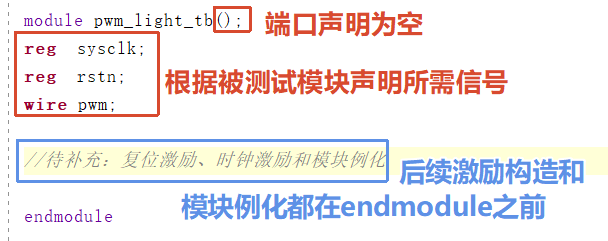 module pwm_light_tb();
端口声明为空
reg sysclk;
reg rstn;
根据被测试模块声明所需信号
wire pwm;
//待补充：复位激励、时钟激励和模块例化
后续激励构造和
模块例化都在endmodule之前
endmodule